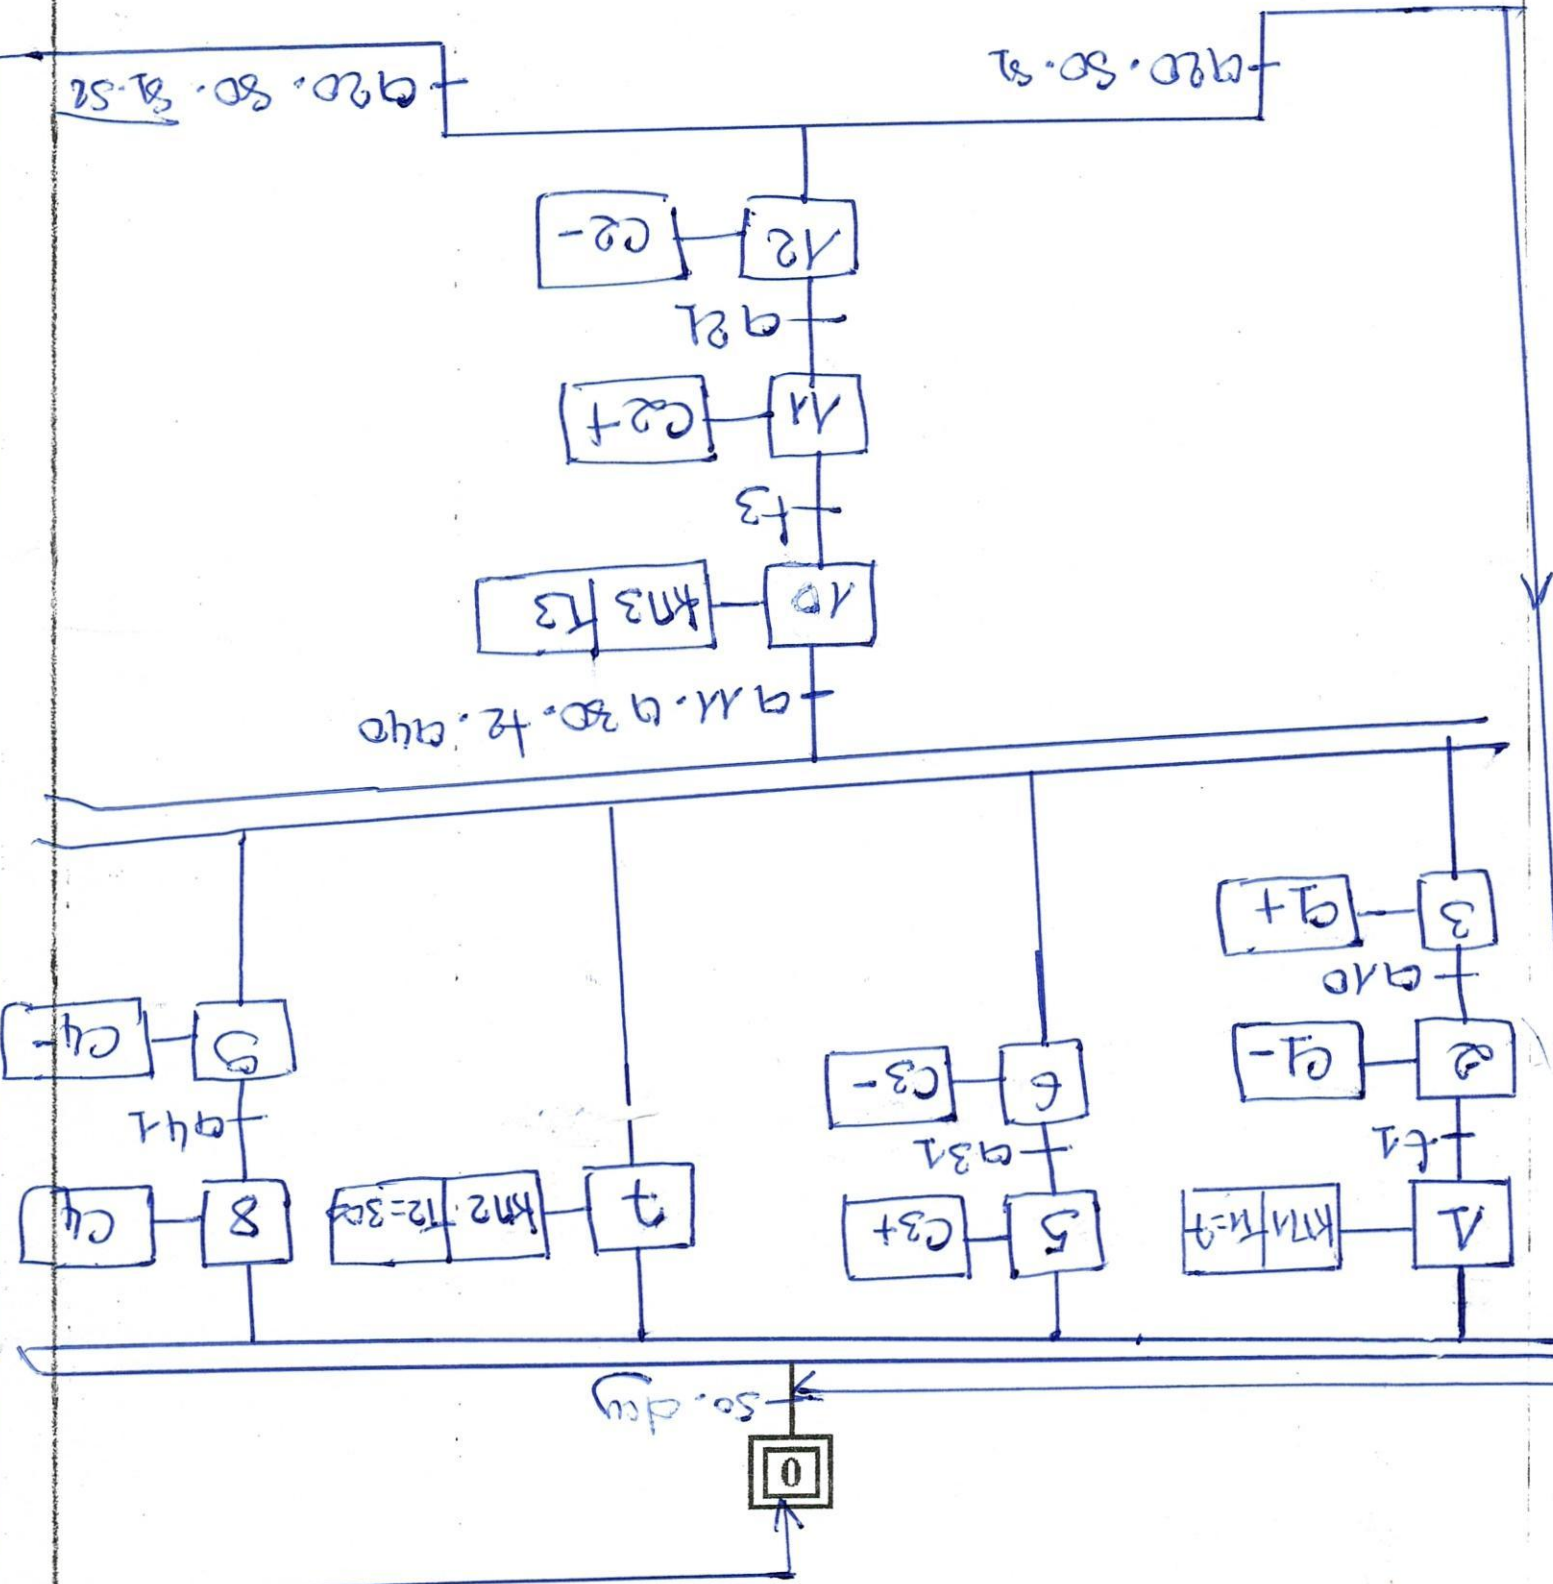 0
S0.dcy
1 KM1 T1=7 5 C3+ 7 KM2 8 C4
t1 a31 a41
2 C1- 6 C3- 9 C4-
a10
3 C1+
a11.a30.t2.a40
10 KM3 T3
t3
11 C2+
a21
12 C2-
a20.S0.S1 a20.S0.S1.S2